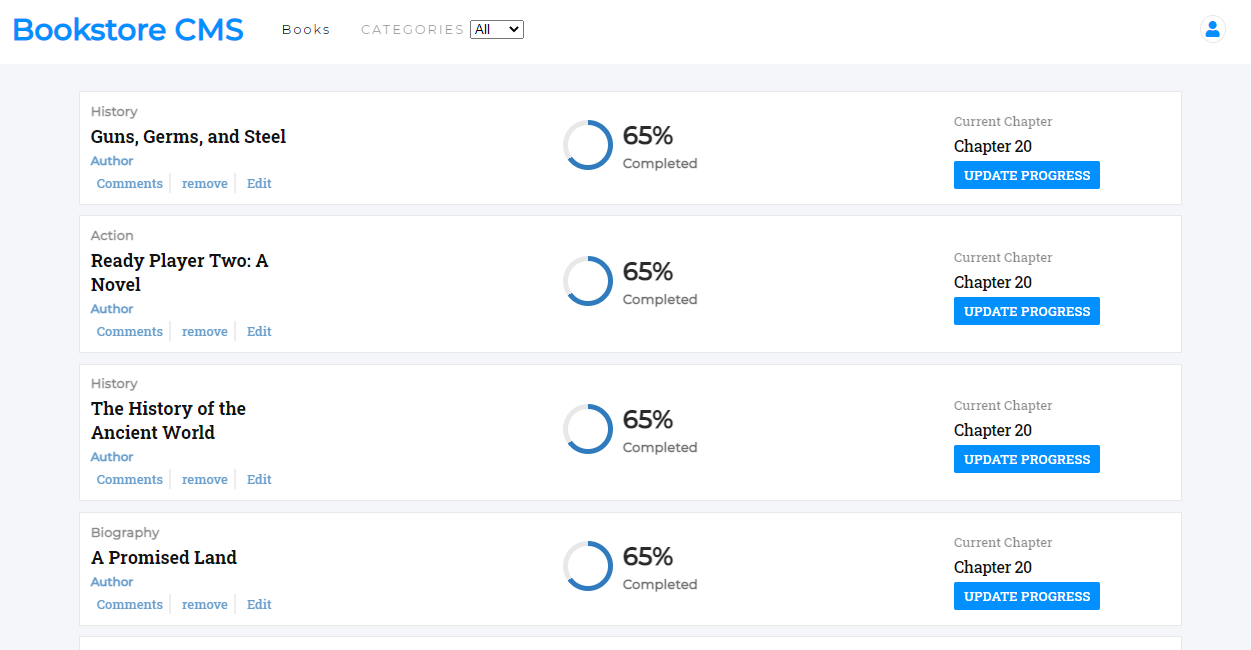 Bookstore CMS
Books
CATEGORIES All
History
Guns, Germs, and Steel
Author
Comments remove Edit
65%
Completed
Current Chapter
Chapter 20
UPDATE PROGRESS
Action
Ready Player Two: A
Novel
Author
Comments remove Edit
65%
Completed
Current Chapter
Chapter 20
UPDATE PROGRESS
History
The History of the
Ancient World
Author
Comments remove Edit
65%
Completed
Current Chapter
Chapter 20
UPDATE PROGRESS
Biography
A Promised Land
Author
Comments remove Edit
65%
Completed
Current Chapter
Chapter 20
UPDATE PROGRESS